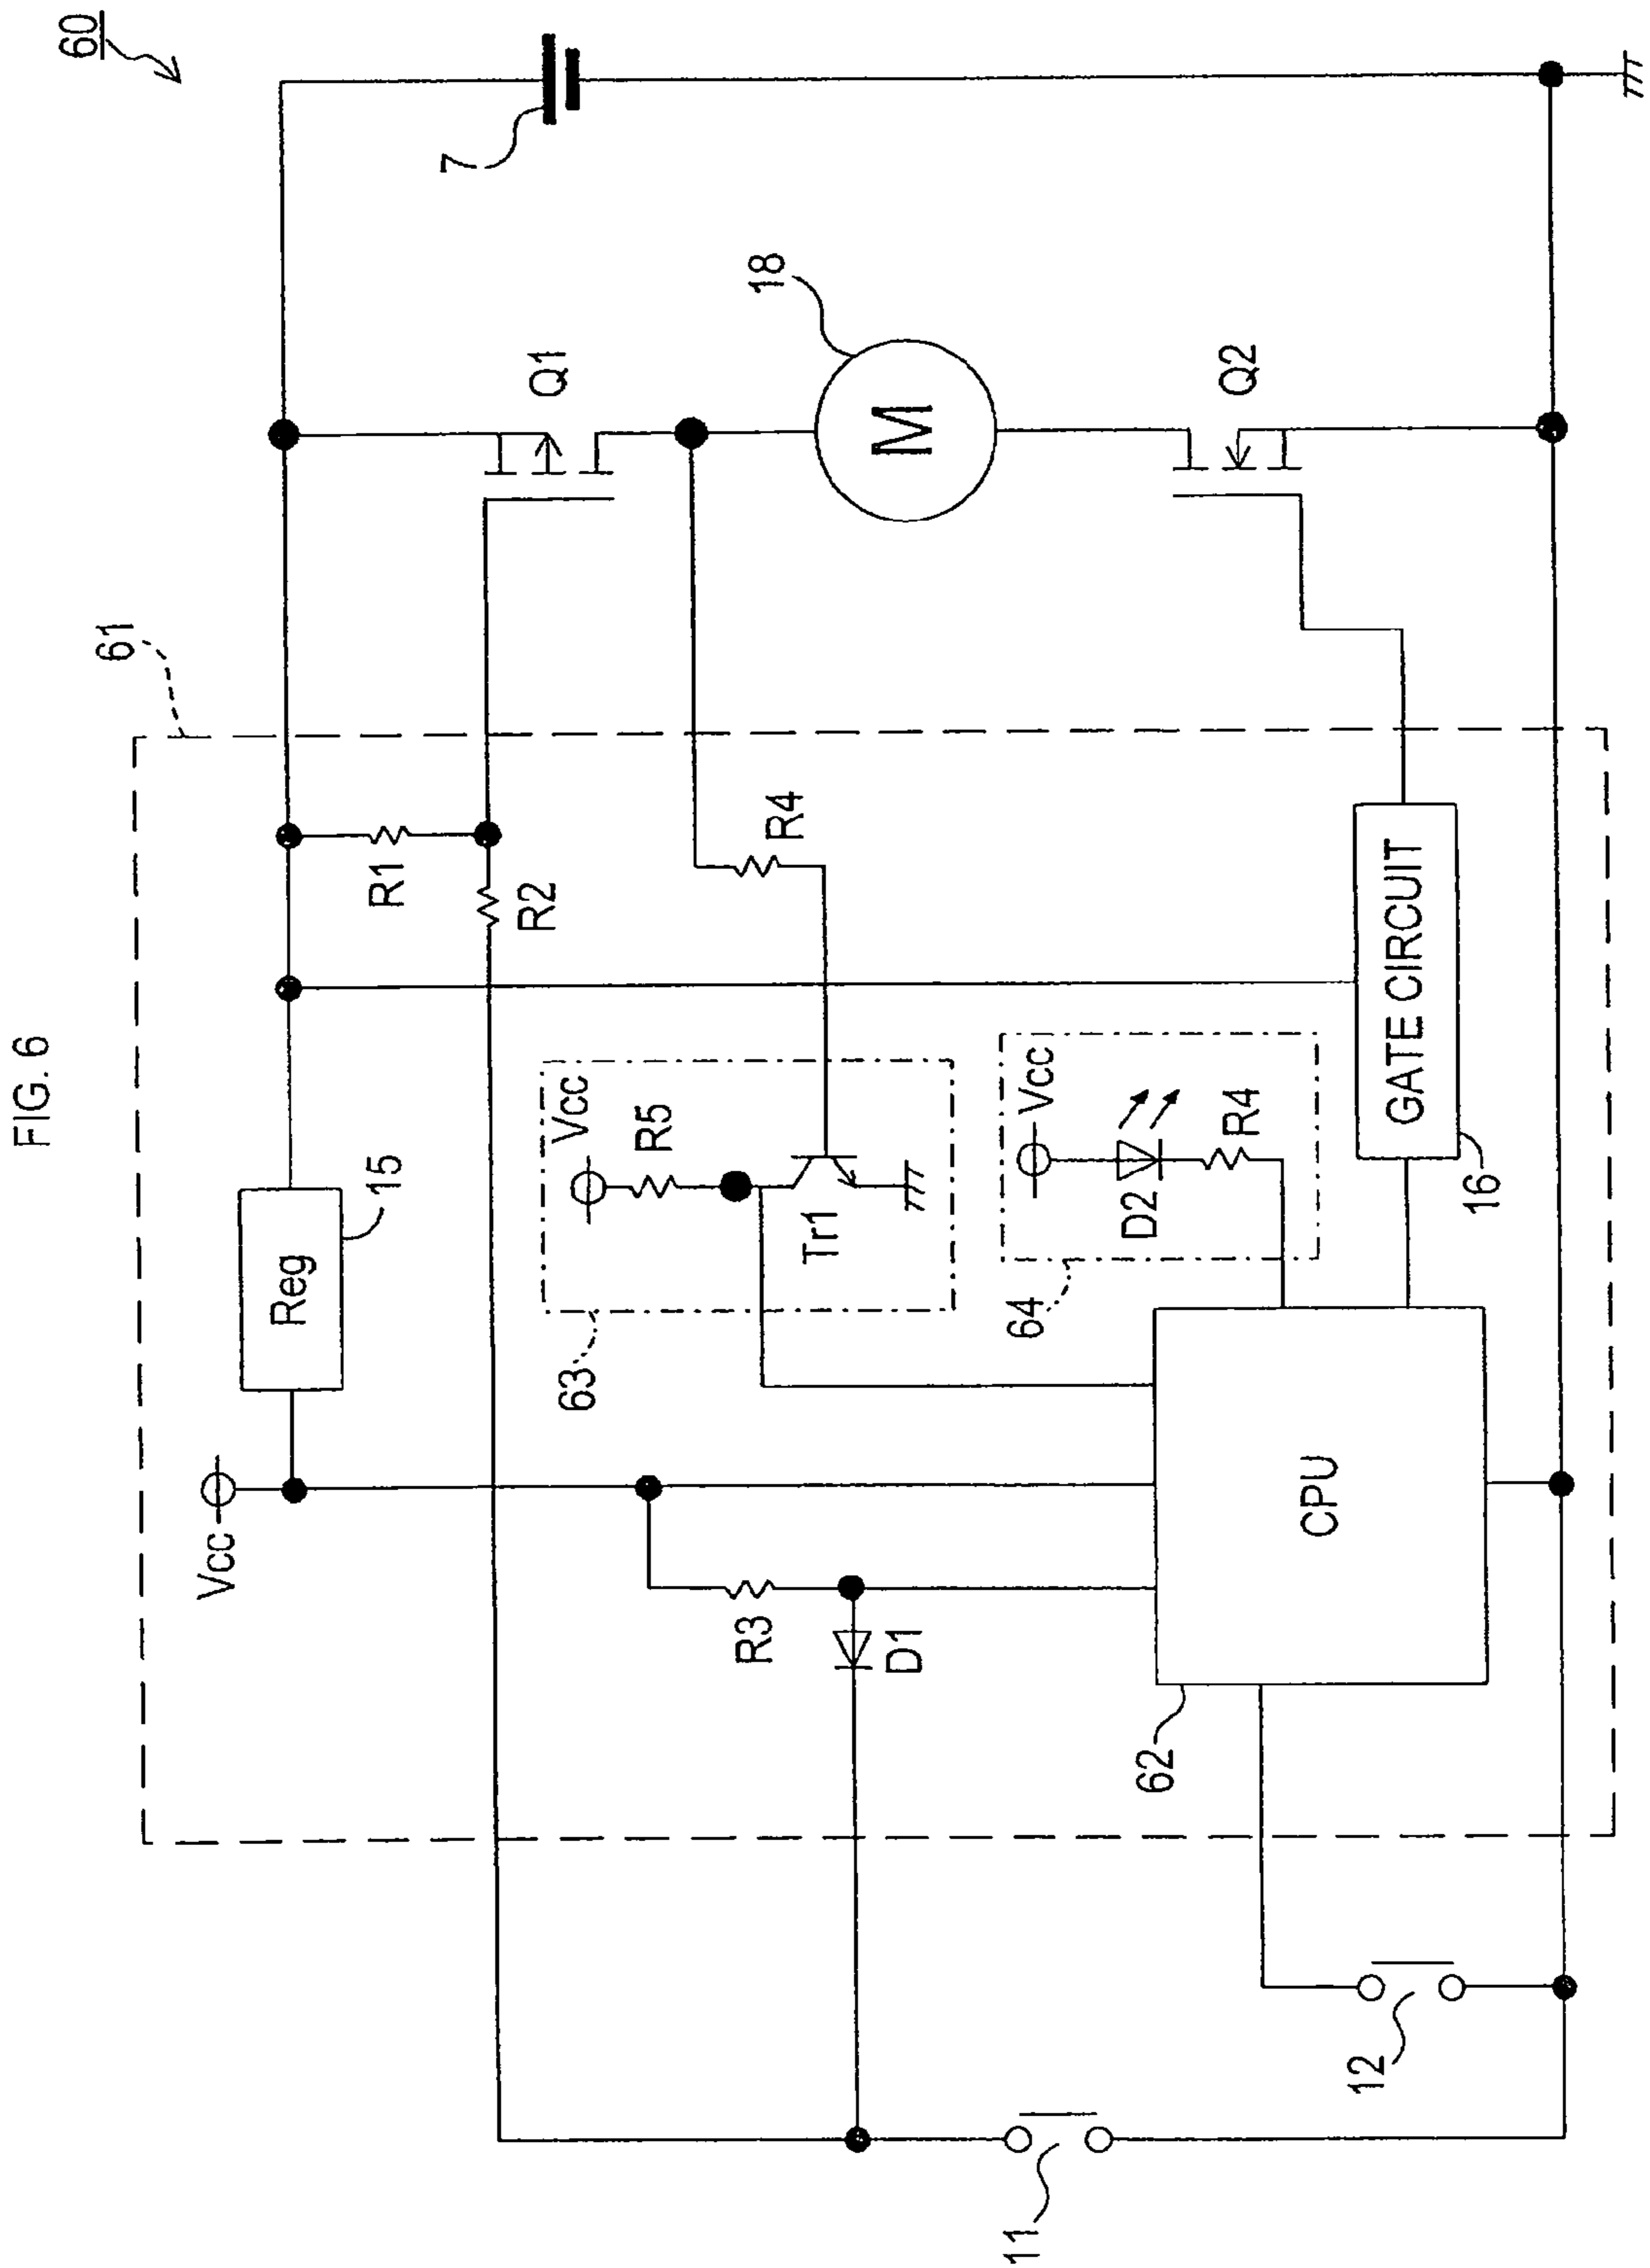 FIG. 6
60
61
Vcc
Reg
15
7
Q1
18
M
Q2
R1
R2
R4
63
Vcc
R5
Tr1
64
Vcc
D2
R4
R3
D1
62
CPU
GATE CIRCUIT
16
11
12